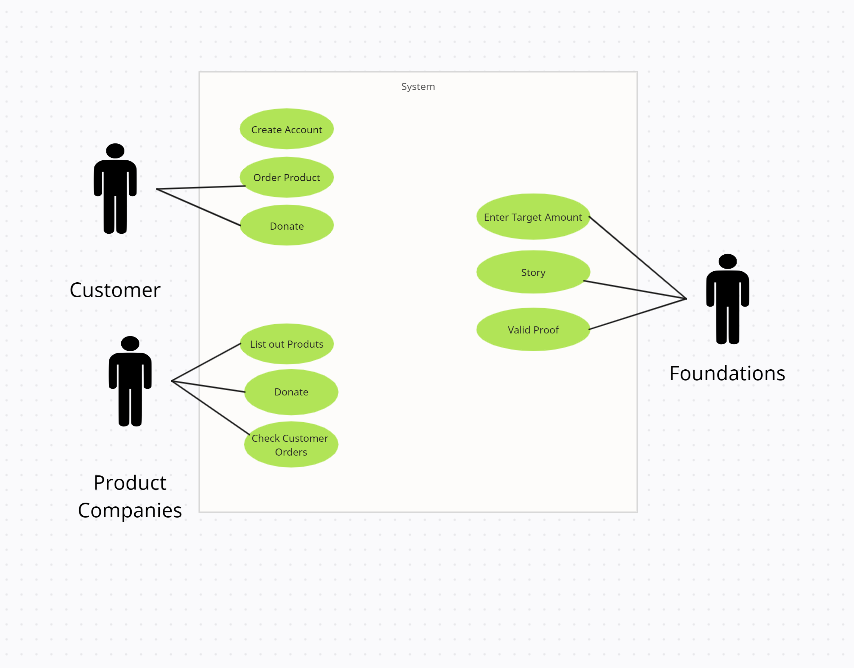 System
Create Account
Order Product
Donate
Customer
Enter Target Amount
Story
Valid Proof
Foundations
LIst out Produts
Donate
Check Customer
Orders
Product
Companies